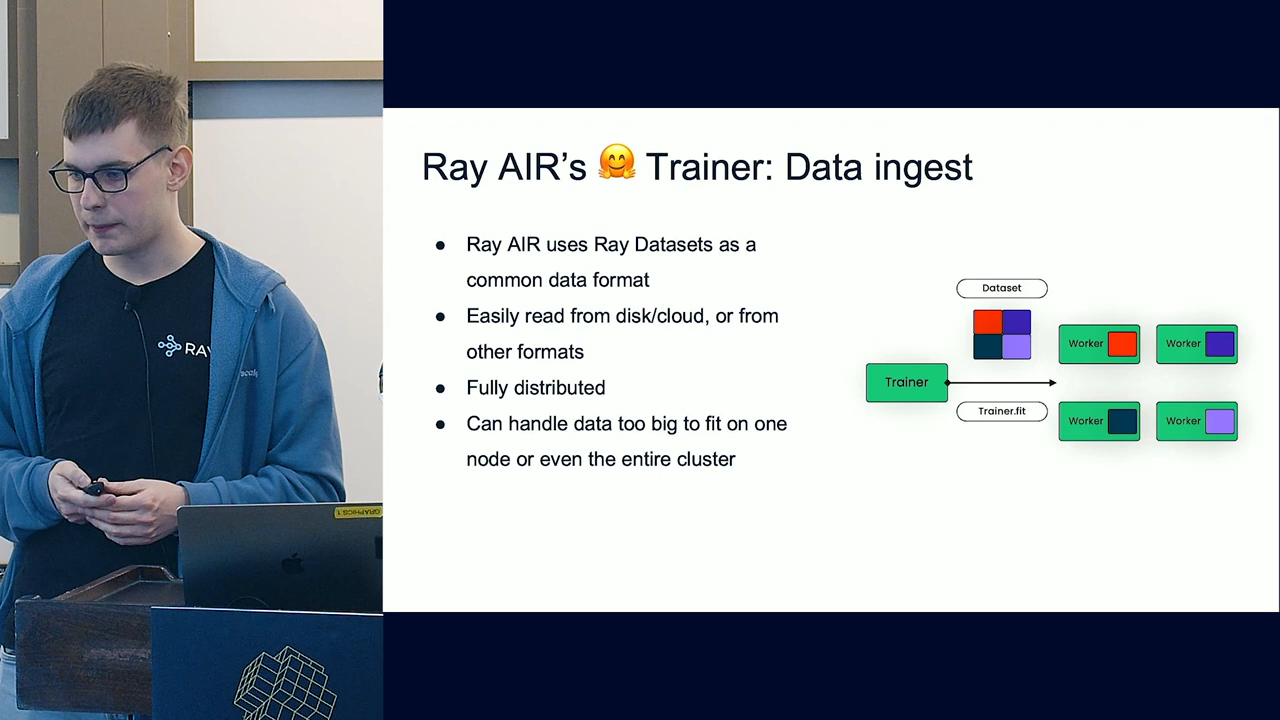 Ray AIR's 🤗 Trainer: Data ingest
● Ray AIR uses Ray Datasets as a
common data format
● Easily read from disk/cloud, or from
other formats
● Fully distributed
● Can handle data too big to fit on one
node or even the entire cluster
Dataset
Trainer
Trainer.fit
Worker
Worker
Worker
Worker
RAY
GRAPHICS 1